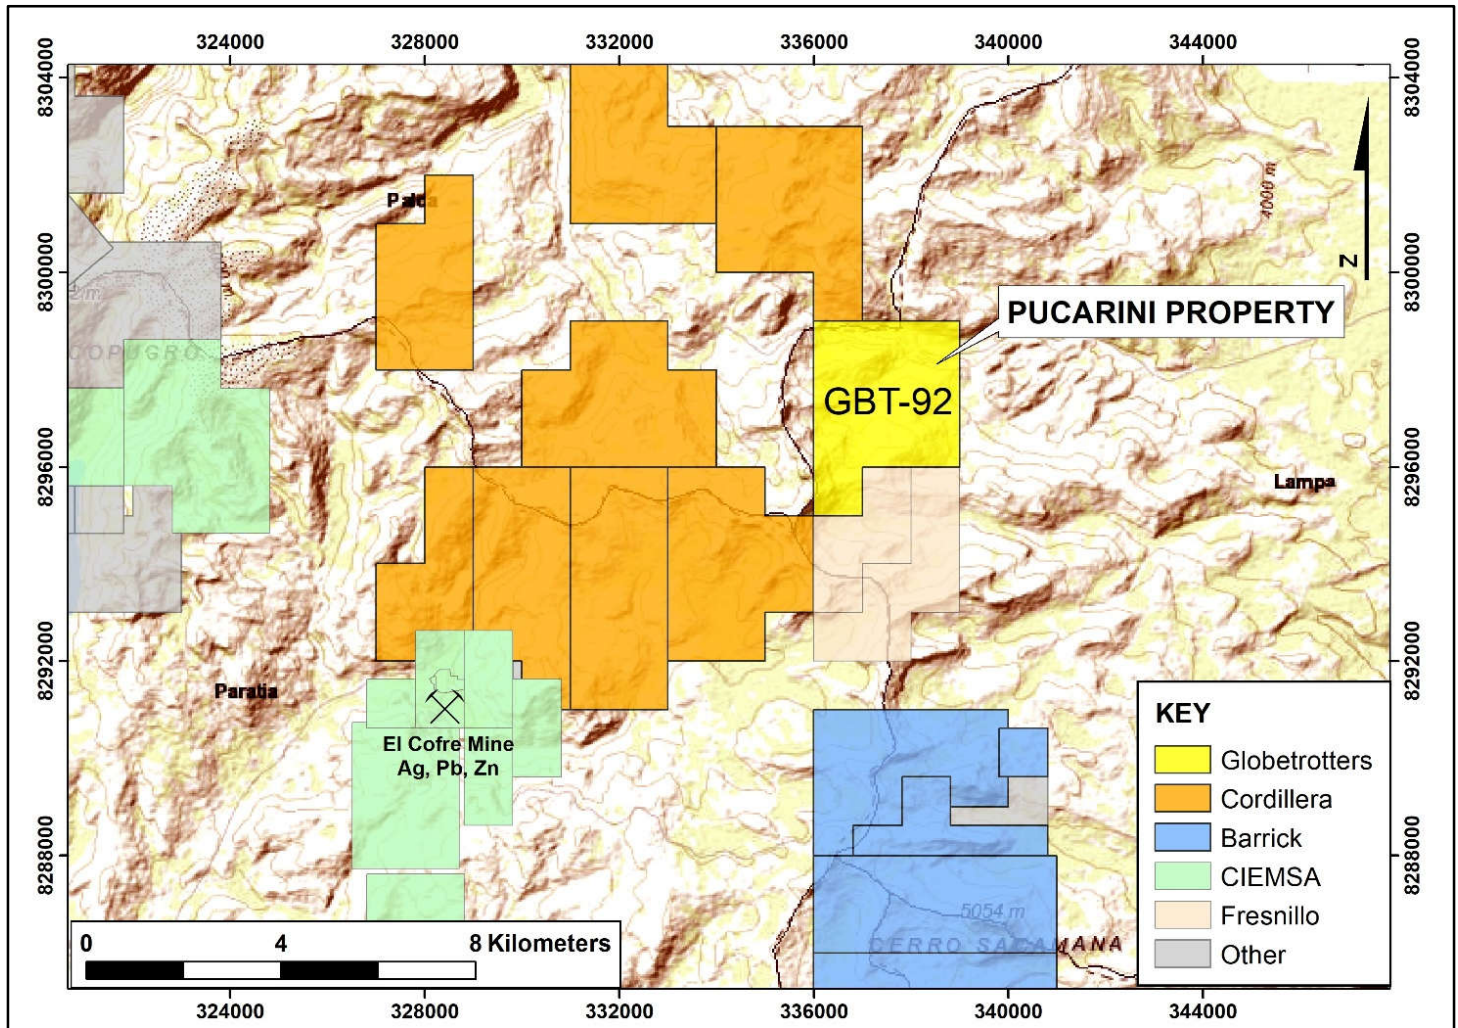 324000 328000 332000 336000 340000 344000
8304000
8304000
4000 m
8300000
8300000
N
PUCARINI PROPERTY
GBT-92
8296000
8296000
Lampa
8292000
8292000
Paratia
El Cofre Mine
Ag, Pb, Zn
KEY
Globetrotters
Cordillera
Barrick
CIEMSA
Fresnillo
Other
8288000
8288000
5054 m
CERRO SACAMANA
0 4 8 Kilometers
324000 328000 332000 336000 340000 344000